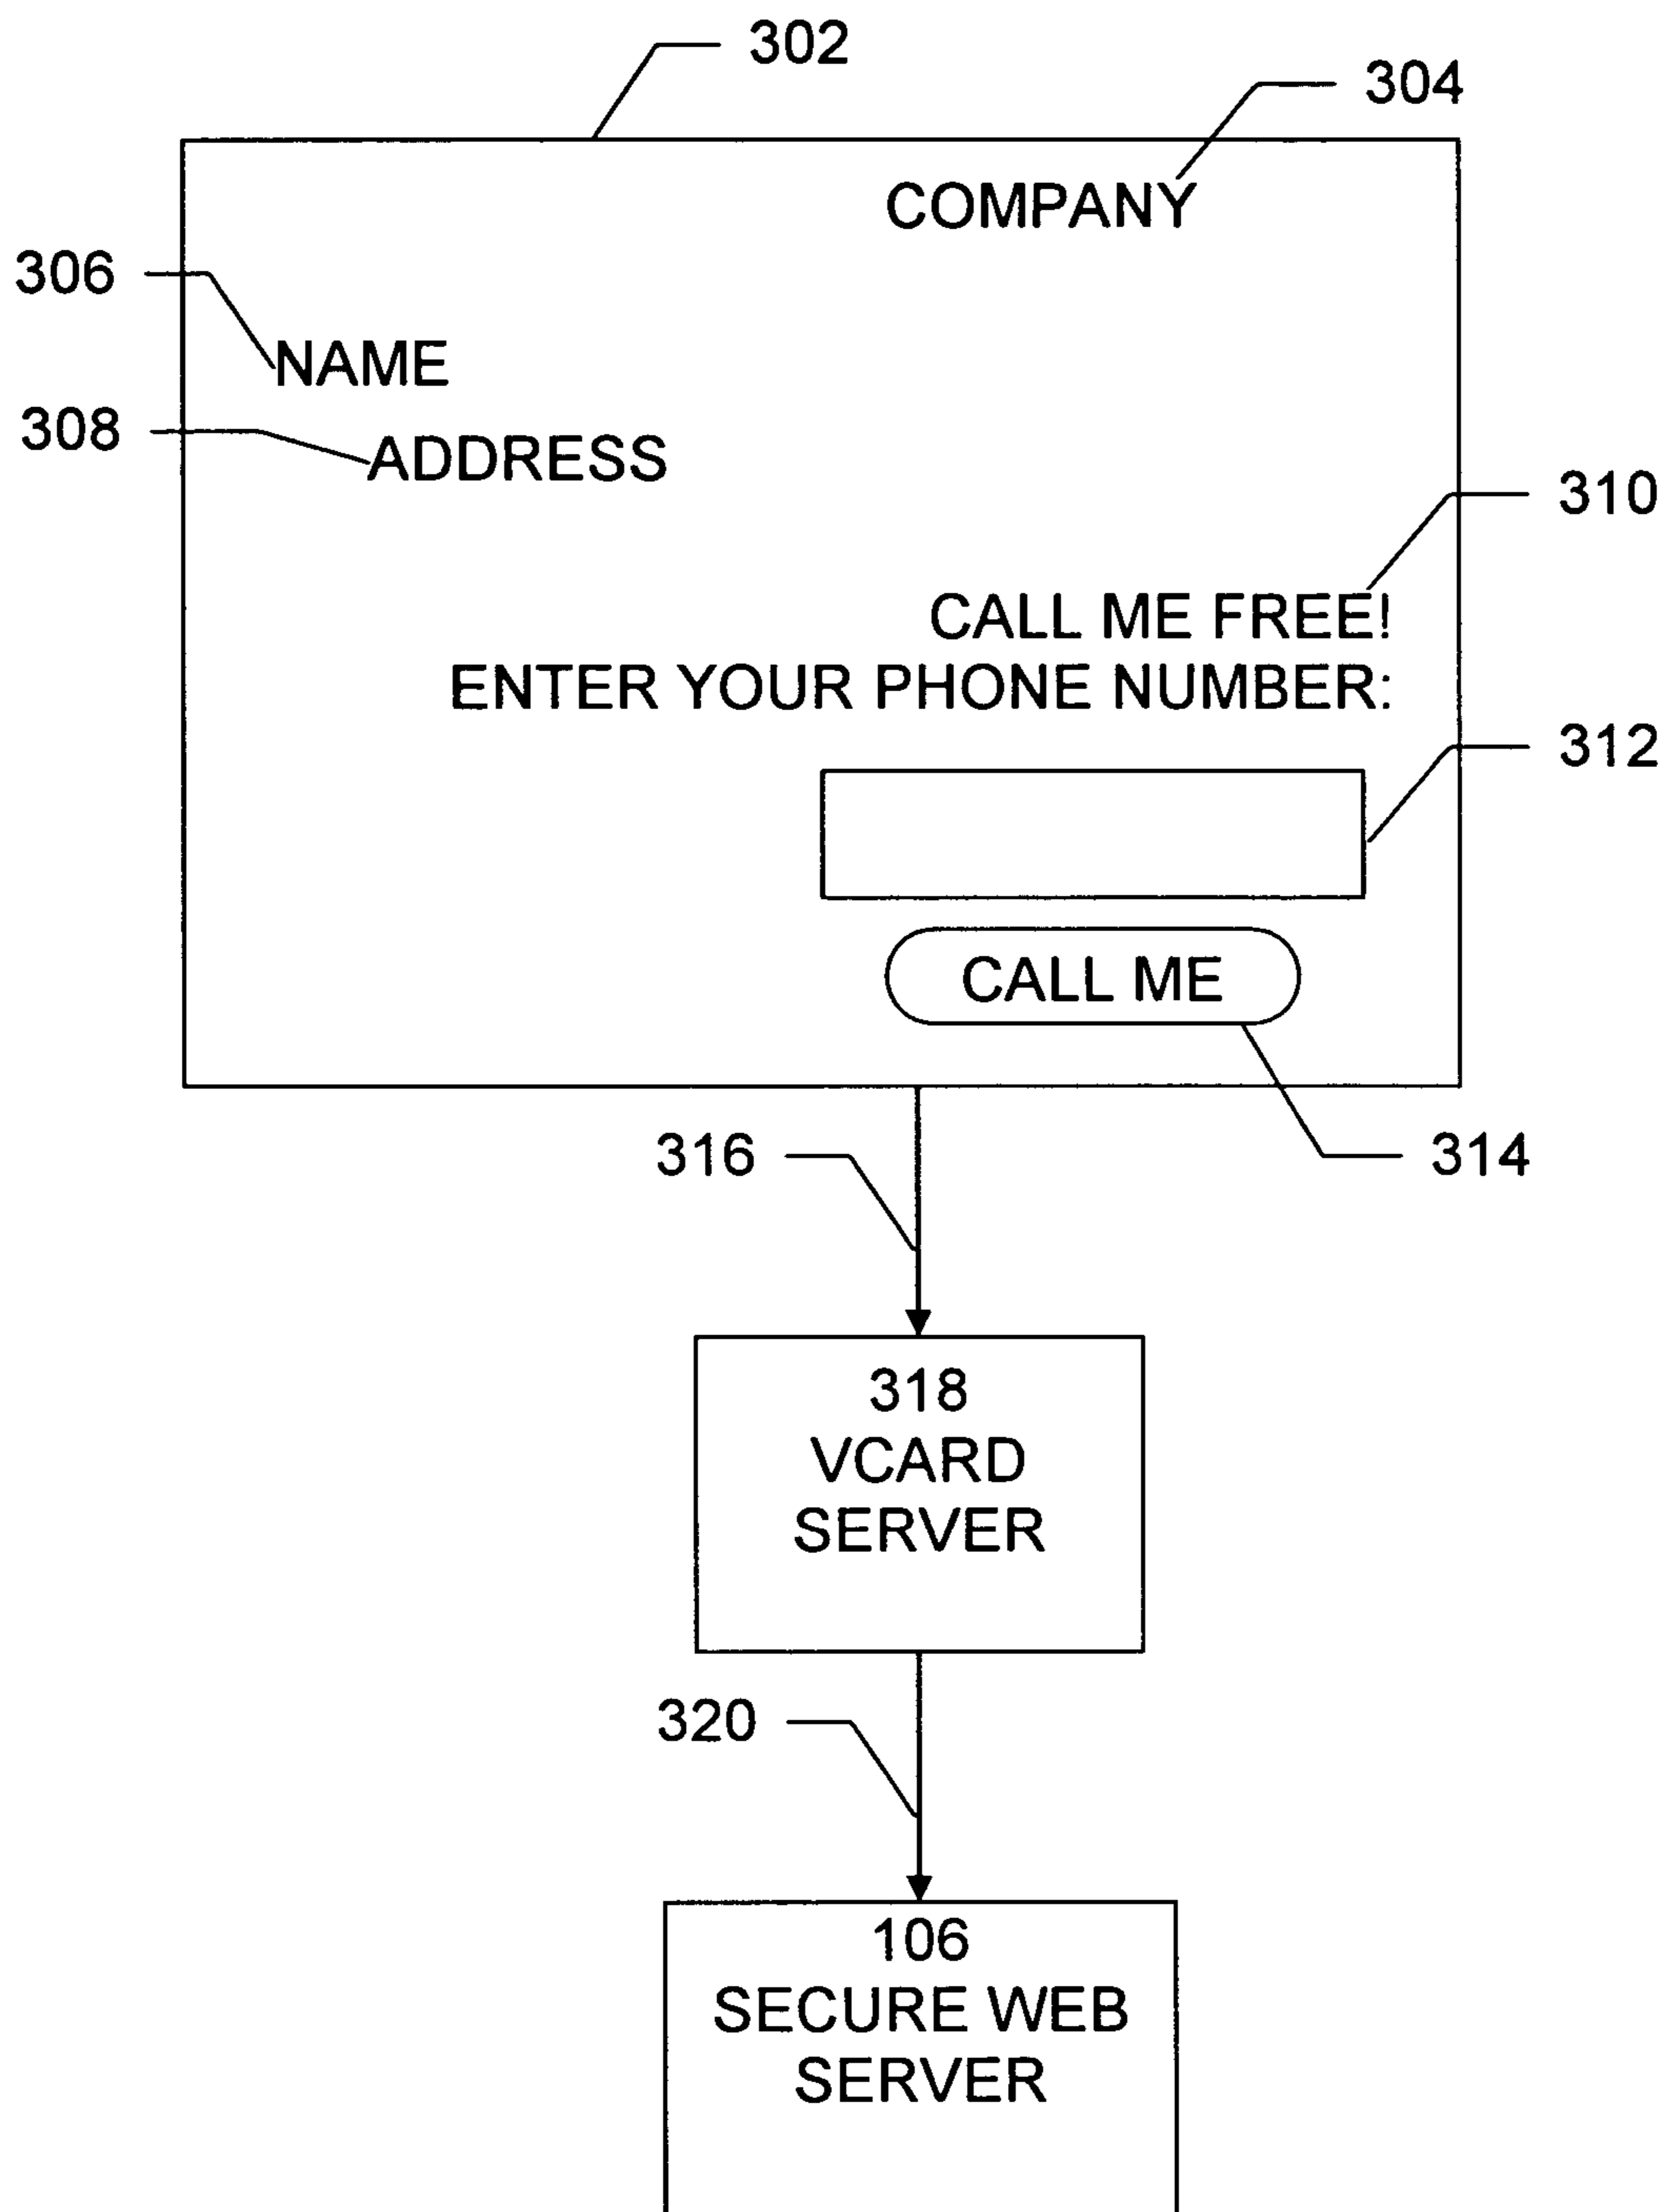 302
304
COMPANY
306
NAME
308
ADDRESS
310
CALL ME FREE!
ENTER YOUR PHONE NUMBER:
312
CALL ME
316
314
318
VCARD
SERVER
320
106
SECURE WEB
SERVER